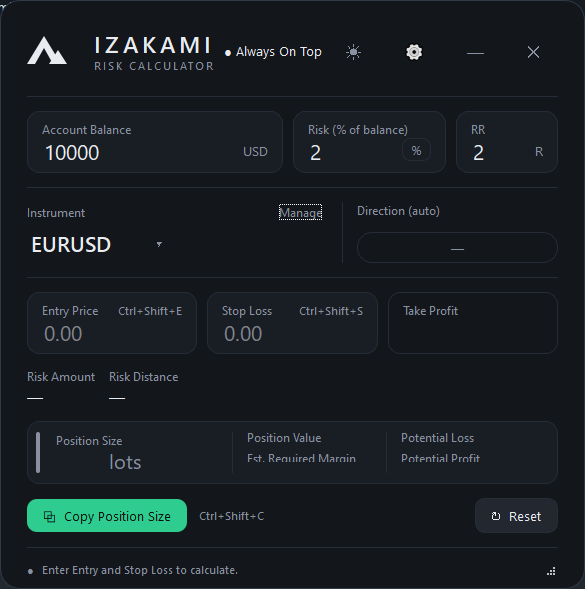 IZAKAMI
RISK CALCULATOR
● Always On Top
Account Balance
10000 USD
Risk (% of balance)
2 %
RR
2 R
Instrument Manage
EURUSD
Direction (auto)
—
Entry Price Ctrl+Shift+E
0.00
Stop Loss Ctrl+Shift+S
0.00
Take Profit
Risk Amount Risk Distance
— —
Position Size
lots
Position Value
Est. Required Margin
Potential Loss
Potential Profit
Copy Position Size Ctrl+Shift+C
Reset
● Enter Entry and Stop Loss to calculate.